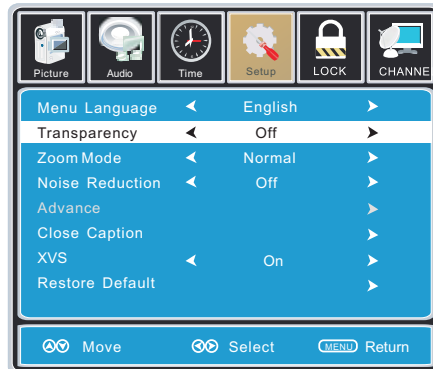 Picture Audio Time Setup LOCK CHANNE
Menu Language English
Transparency Off
Zoom Mode Normal
Noise Reduction Off
Advance
Close Caption
XVS On
Restore Default
Move Select MENU Return